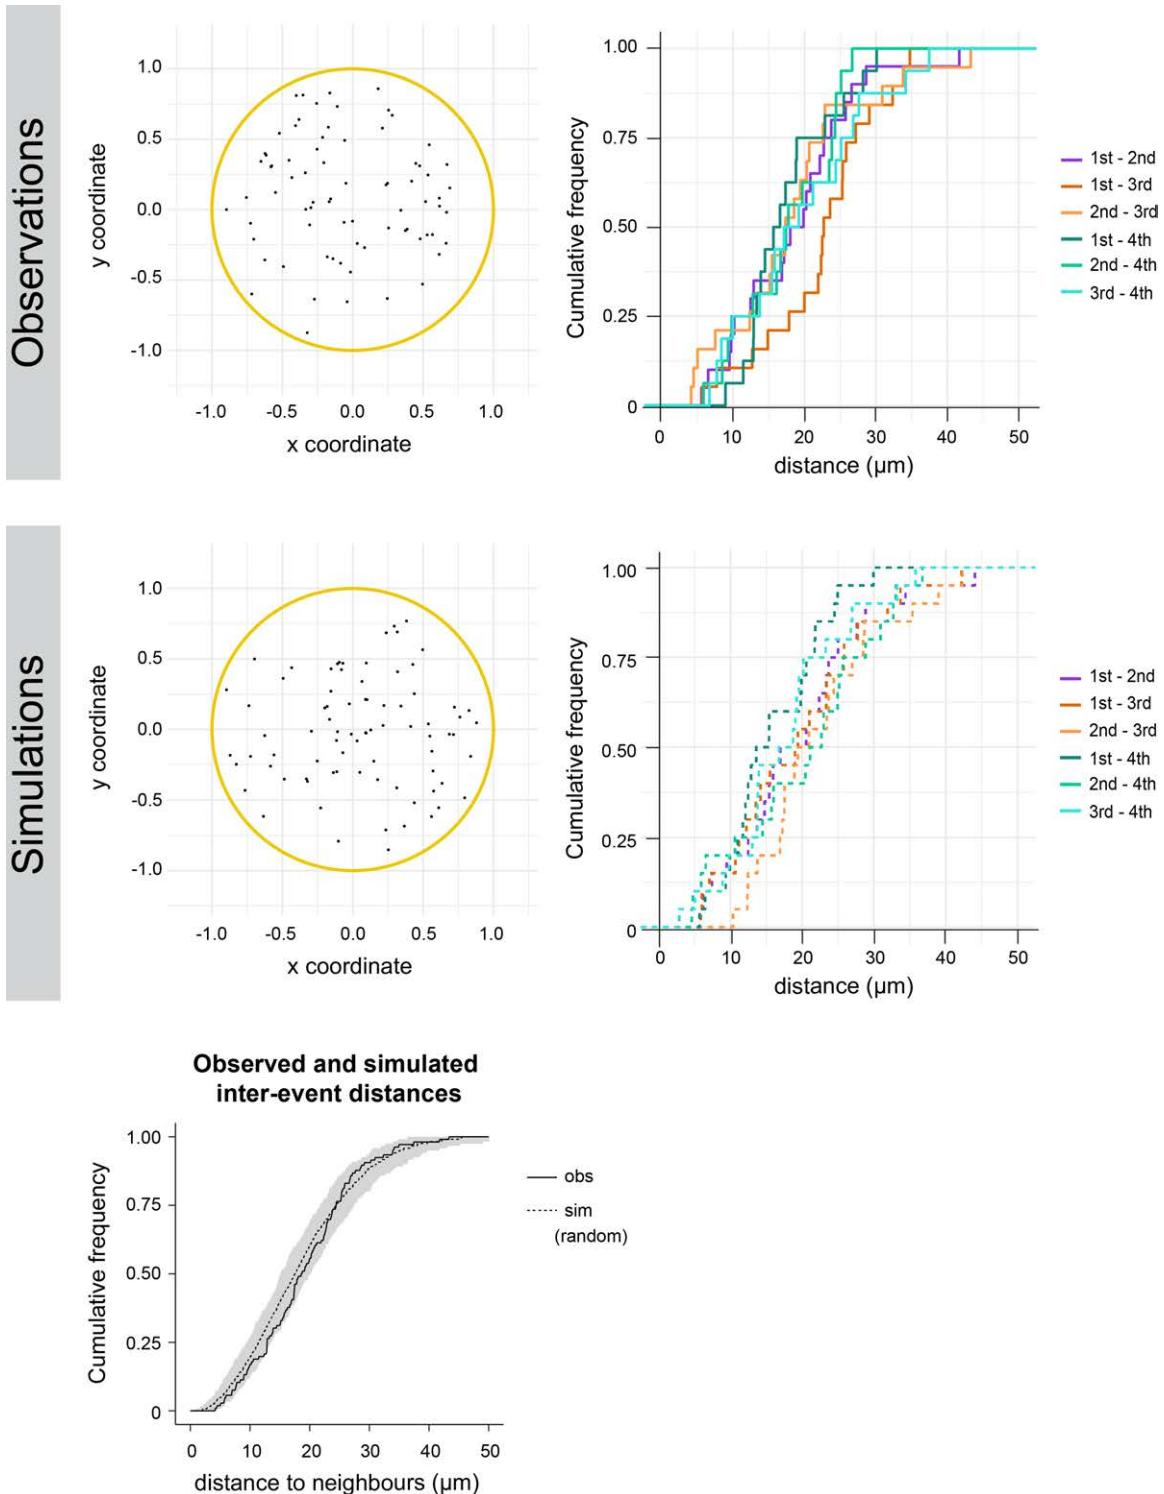 Observations
1.0
0.5
0.0
-0.5
-1.0
y coordinate
-1.0 -0.5 0.0 0.5 1.0
x coordinate
1.00
0.75
0.50
0.25
0
Cumulative frequency
0 10 20 30 40 50
distance (µm)
1st - 2nd
1st - 3rd
2nd - 3rd
1st - 4th
2nd - 4th
3rd - 4th
Simulations
1.0
0.5
0.0
-0.5
-1.0
y coordinate
-1.0 -0.5 0.0 0.5 1.0
x coordinate
1.00
0.75
0.50
0.25
0
Cumulative frequency
0 10 20 30 40 50
distance (µm)
1st - 2nd
1st - 3rd
2nd - 3rd
1st - 4th
2nd - 4th
3rd - 4th
Observed and simulated
inter-event distances
1.00
0.75
0.50
0.25
0
Cumulative frequency
0 10 20 30 40 50
distance to neighbours (µm)
obs
sim
(random)